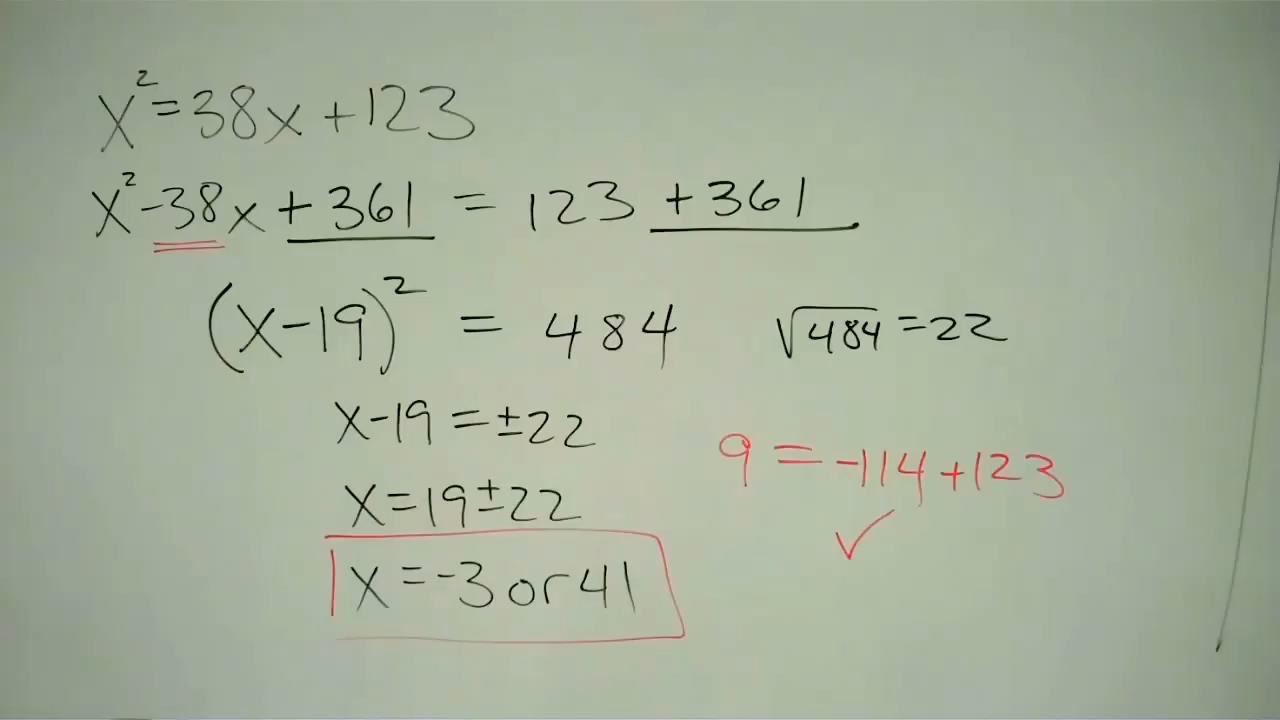 x²=38x+123
x²-38x+361 = 123+361
(x-19)² = 484
√484=22
x-19=±22
9=-114+123
x=19±22
✓
x=-3 or 41